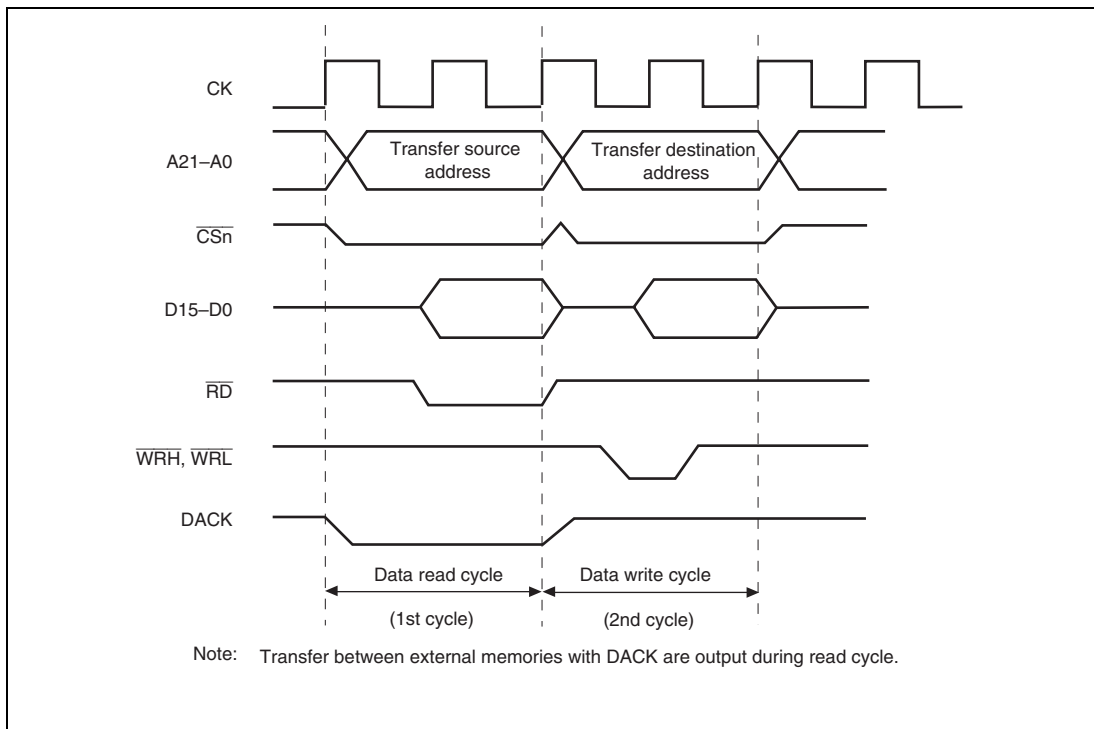 CK
A21–A0
Transfer source
address
Transfer destination
address
CSn
D15–D0
RD
WRH, WRL
DACK
Data read cycle
Data write cycle
(1st cycle)
(2nd cycle)
Note: Transfer between external memories with DACK are output during read cycle.